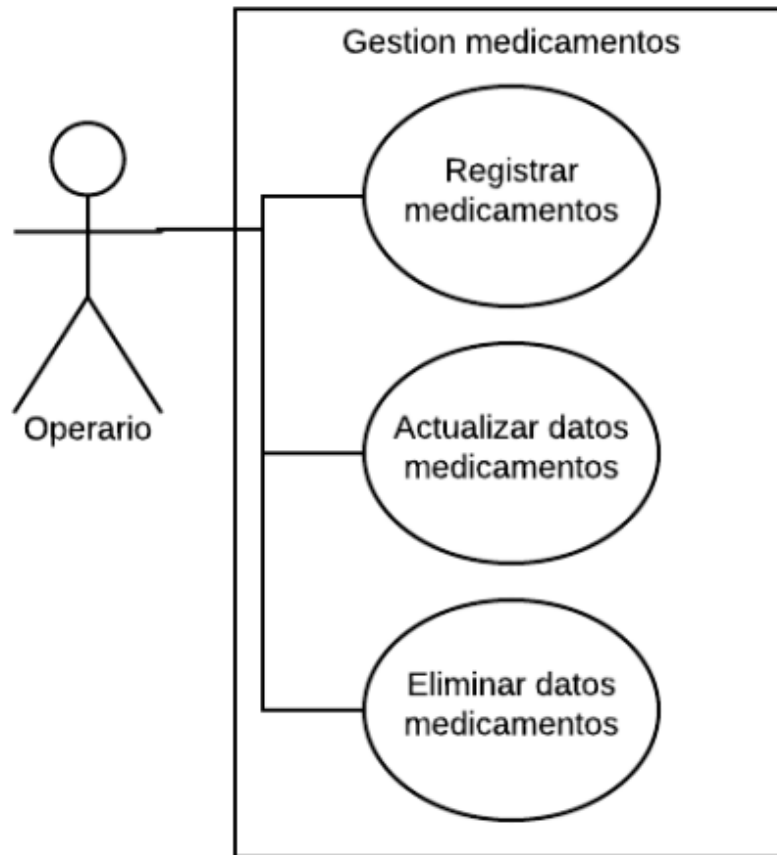 Gestion medicamentos
Registrar
medicamentos
Operario
Actualizar datos
medicamentos
Eliminar datos
medicamentos